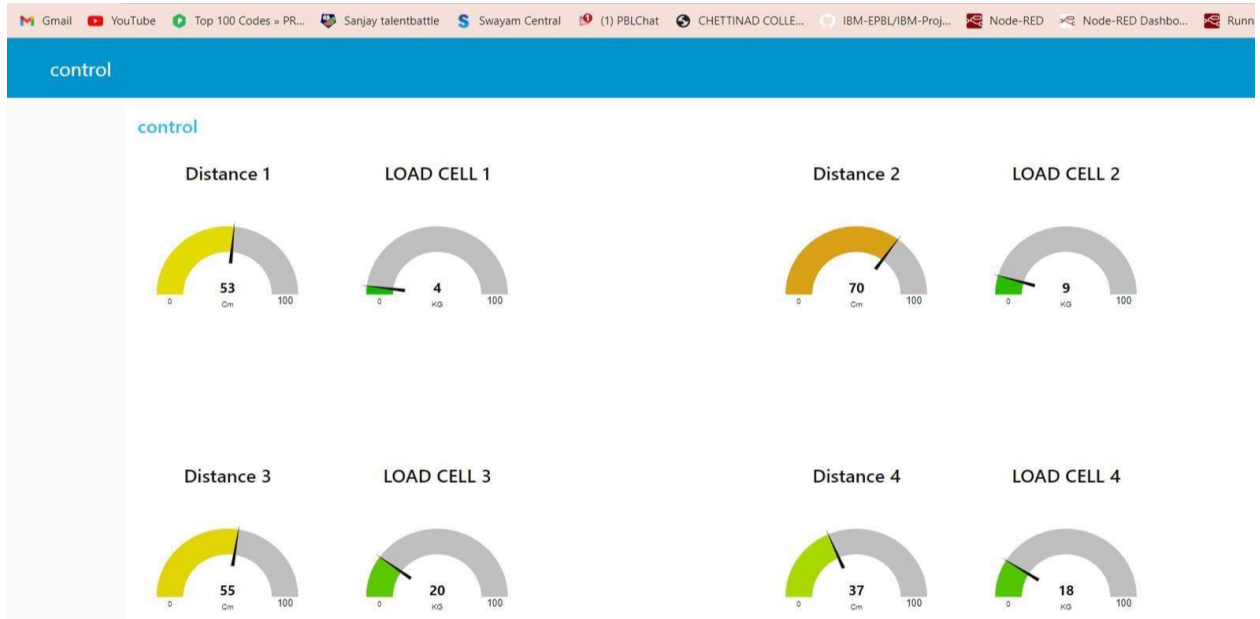 Gmail YouTube Top 100 Codes » PR... Sanjay talentbattle Swayam Central (1) PBLChat CHETTINAD COLLE... IBM-EPBL/IBM-Proj... Node-RED Node-RED Dashbo... Runn
control
control
Distance 1 LOAD CELL 1 Distance 2 LOAD CELL 2
53 4 70 9
0 Cm 100 0 KG 100 0 Cm 100 0 KG 100
Distance 3 LOAD CELL 3 Distance 4 LOAD CELL 4
55 20 37 18
0 Cm 100 0 KG 100 0 Cm 100 0 KG 100